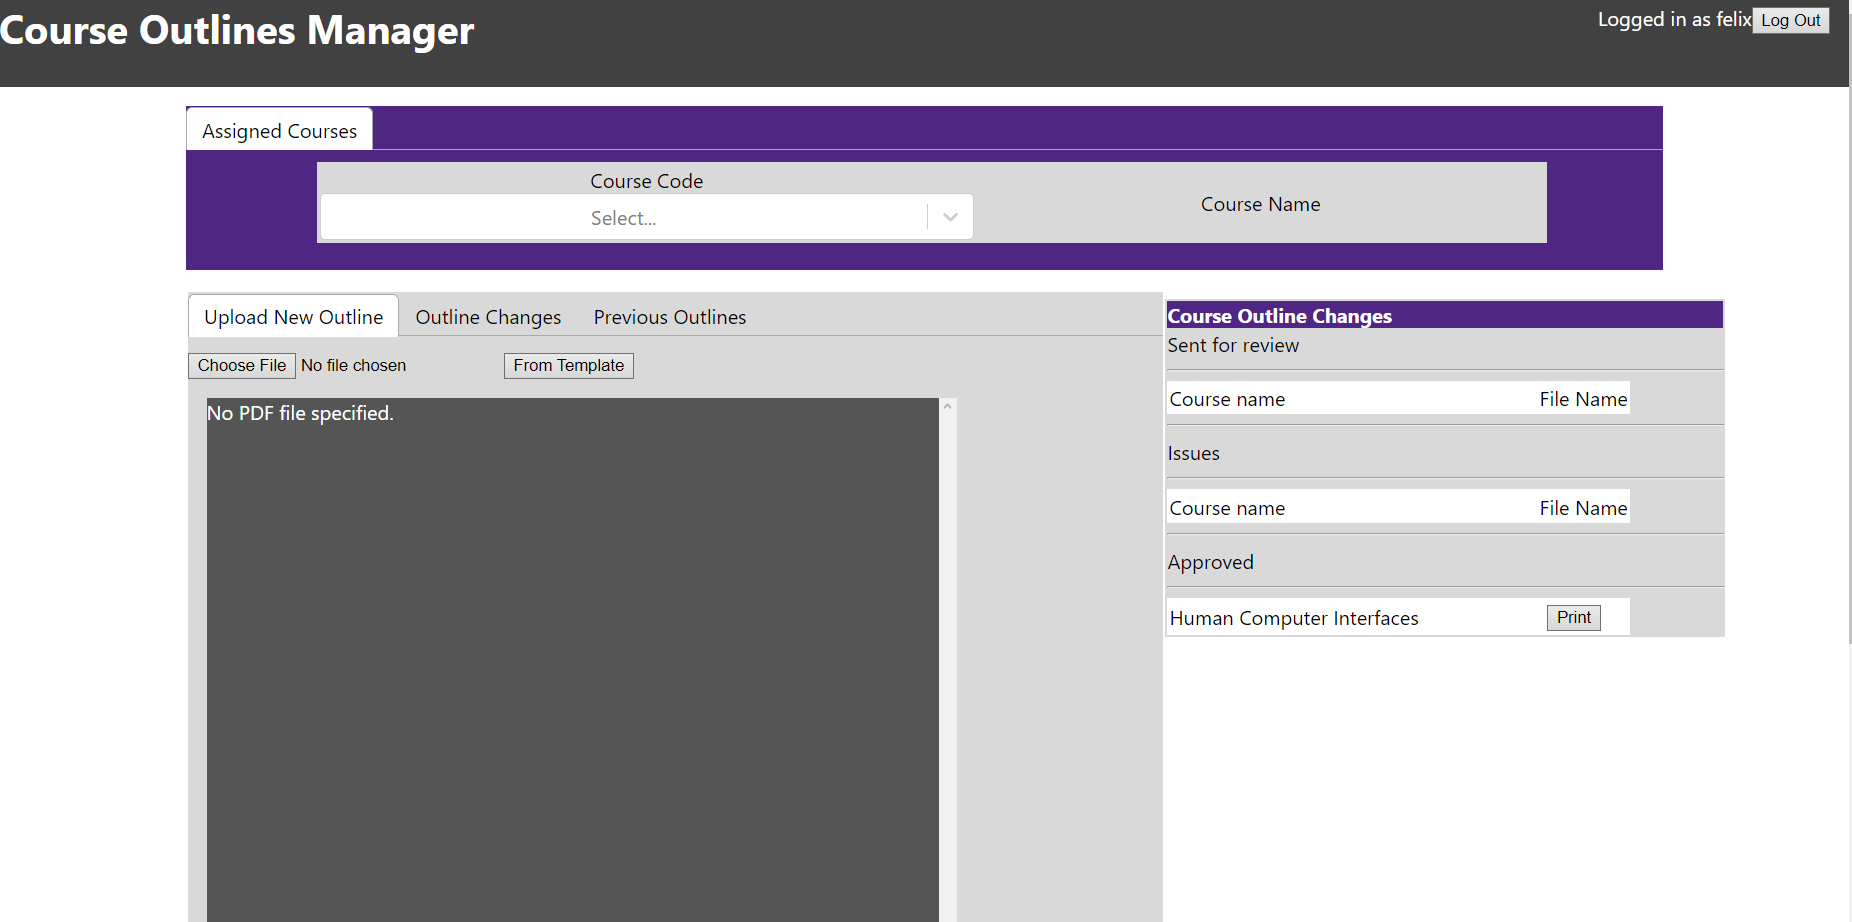 Course Outlines Manager
Logged in as felix Log Out
Assigned Courses
Course Code
Select...
Course Name
Upload New Outline Outline Changes Previous Outlines
Choose File No file chosen From Template
No PDF file specified.
Course Outline Changes
Sent for review
Course name File Name
Issues
Course name File Name
Approved
Human Computer Interfaces Print